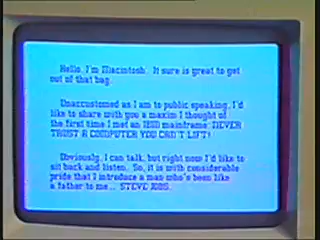 Hello, I'm Macintosh. It sure is great to get
out of that bag.
Unaccustomed as I am to public speaking, I'd
like to share with you a maxim I thought of
the first time I met an IBM mainframe: NEVER
TRUST A COMPUTER YOU CAN'T LIFT!
Obviously, I can talk, but right now I'd like to
sit back and listen. So, it is with considerable
pride that I introduce a man who's been like
a father to me... STEVE JOBS.